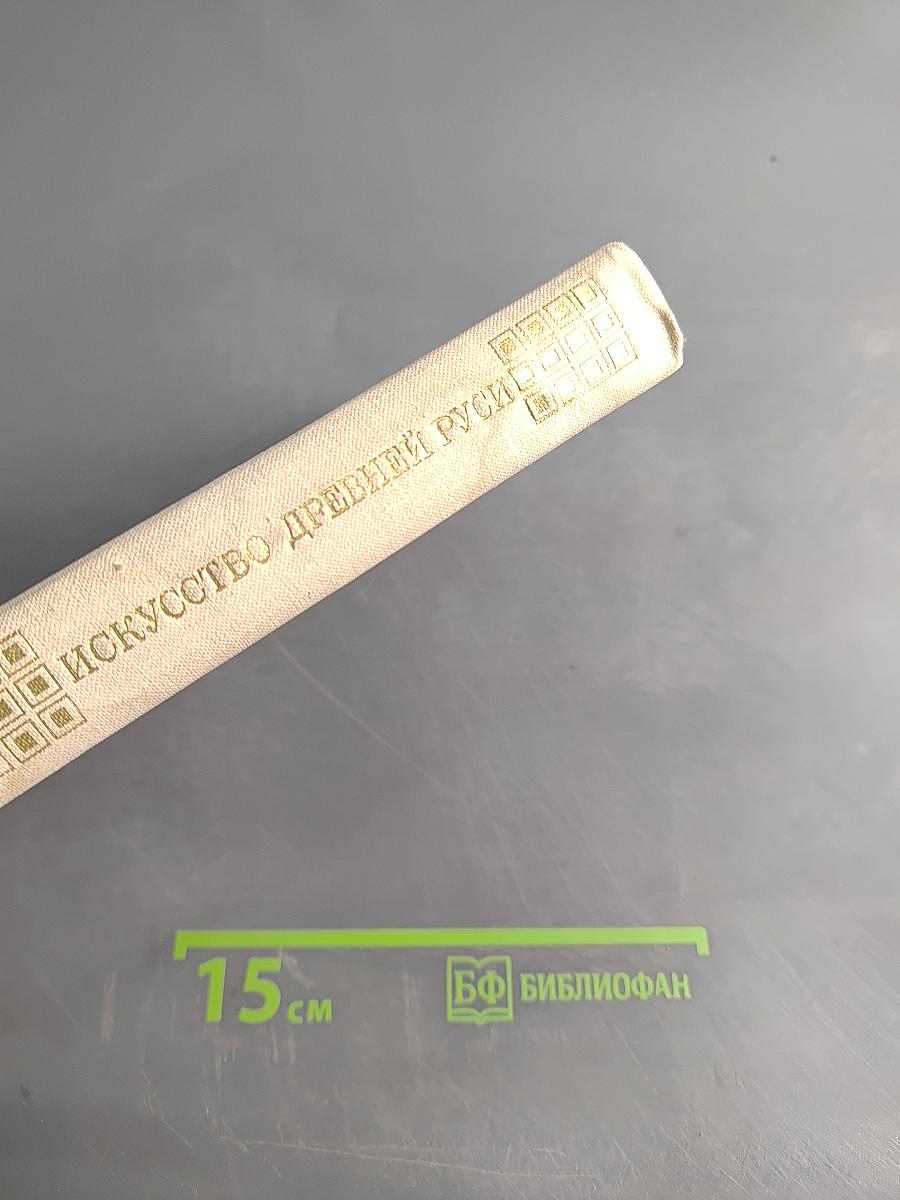 ИСКУССТВО ДРЕВНЕЙ РУСИ
15 см
БФ БИБЛИОФАН